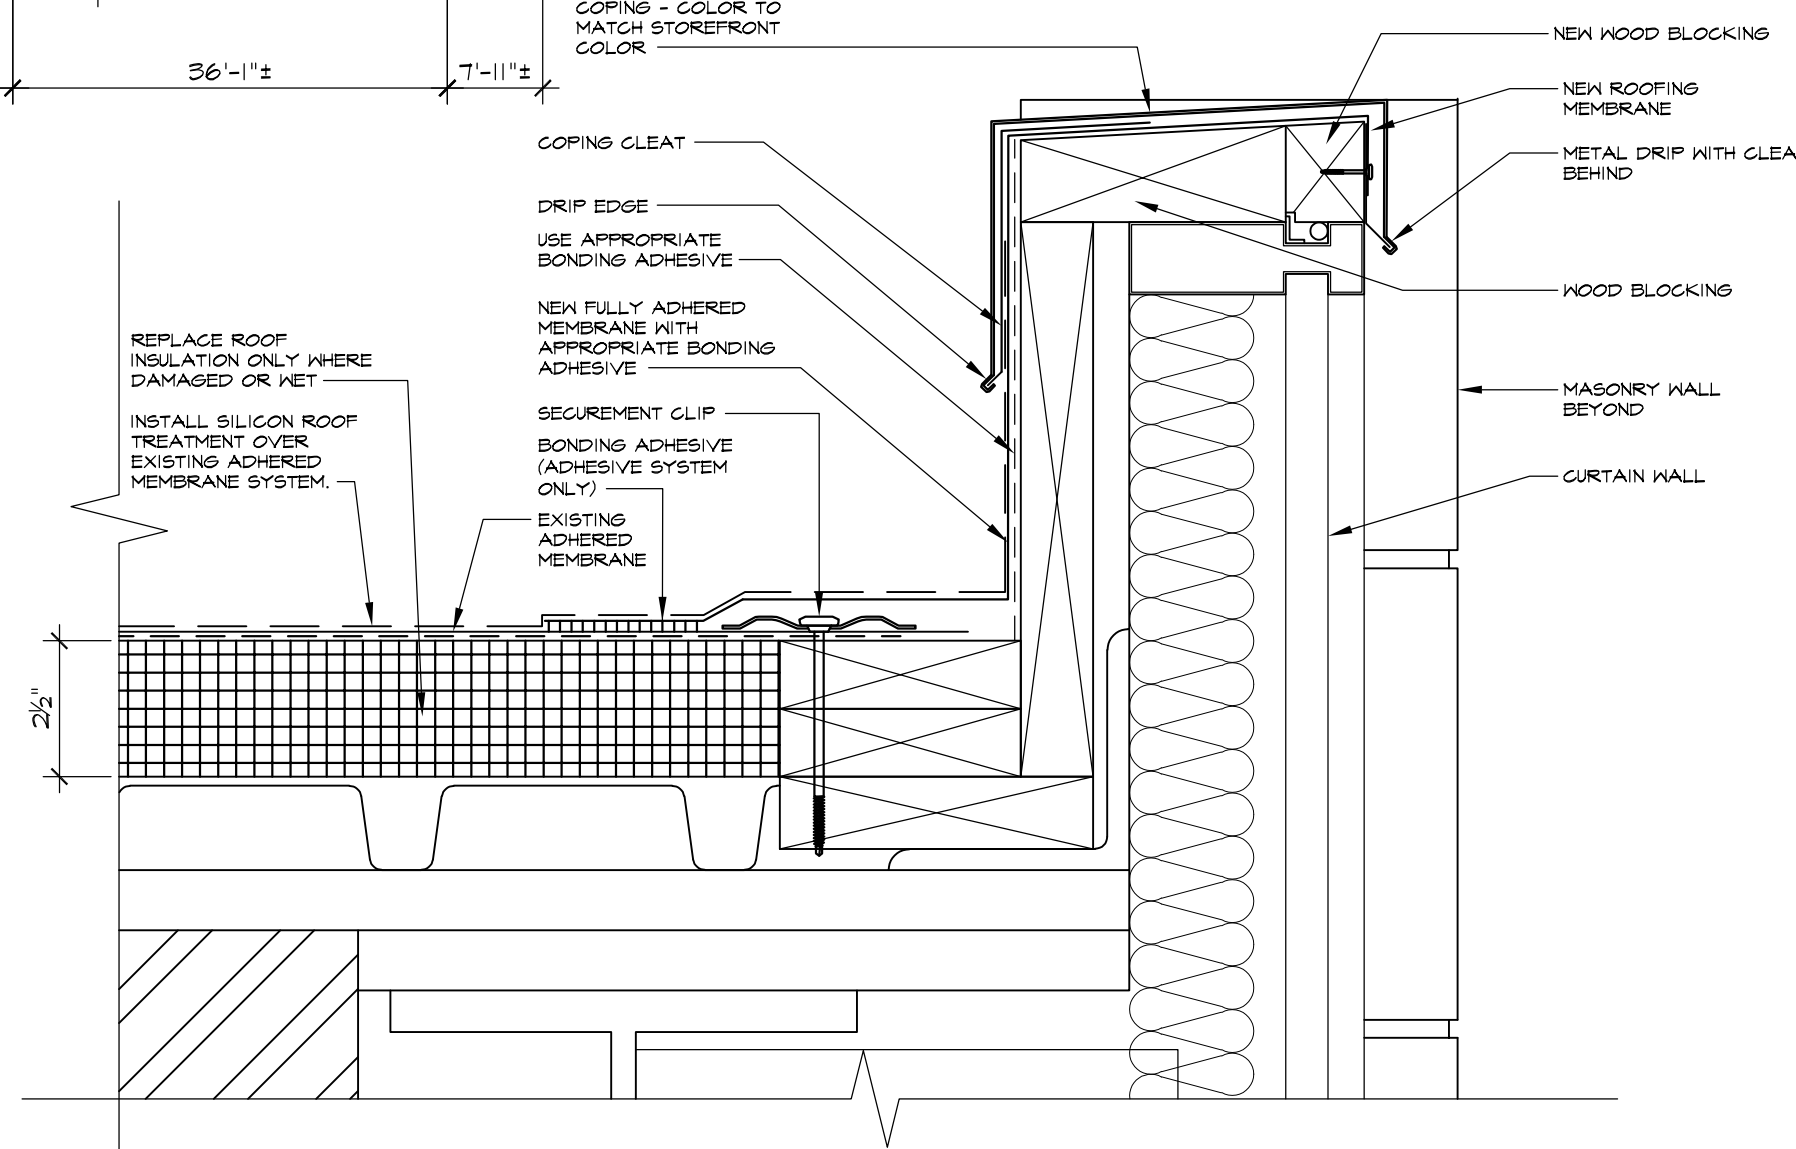 COPING - COLOR TO
MATCH STOREFRONT
COLOR
36'-1"±
7'-11"±
NEW WOOD BLOCKING
NEW ROOFING
MEMBRANE
METAL DRIP WITH CLEA
BEHIND
COPING CLEAT
DRIP EDGE
USE APPROPRIATE
BONDING ADHESIVE
WOOD BLOCKING
NEW FULLY ADHERED
MEMBRANE WITH
APPROPRIATE BONDING
ADHESIVE
REPLACE ROOF
INSULATION ONLY WHERE
DAMAGED OR WET
MASONRY WALL
BEYOND
SECUREMENT CLIP
INSTALL SILICON ROOF
TREATMENT OVER
EXISTING ADHERED
MEMBRANE SYSTEM.
BONDING ADHESIVE
(ADHESIVE SYSTEM
ONLY)
CURTAIN WALL
EXISTING
ADHERED
MEMBRANE
2½"